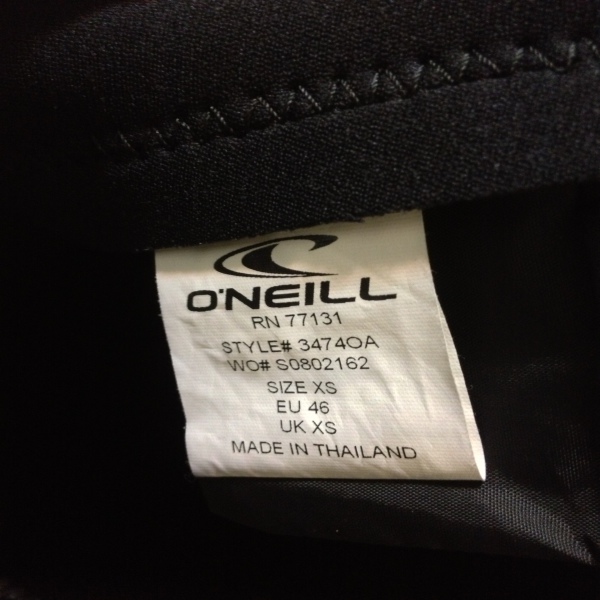 O'NEILL
RN 77131
STYLE# 3474OA
WO# S0802162
SIZE XS
EU 46
UK XS
MADE IN THAILAND